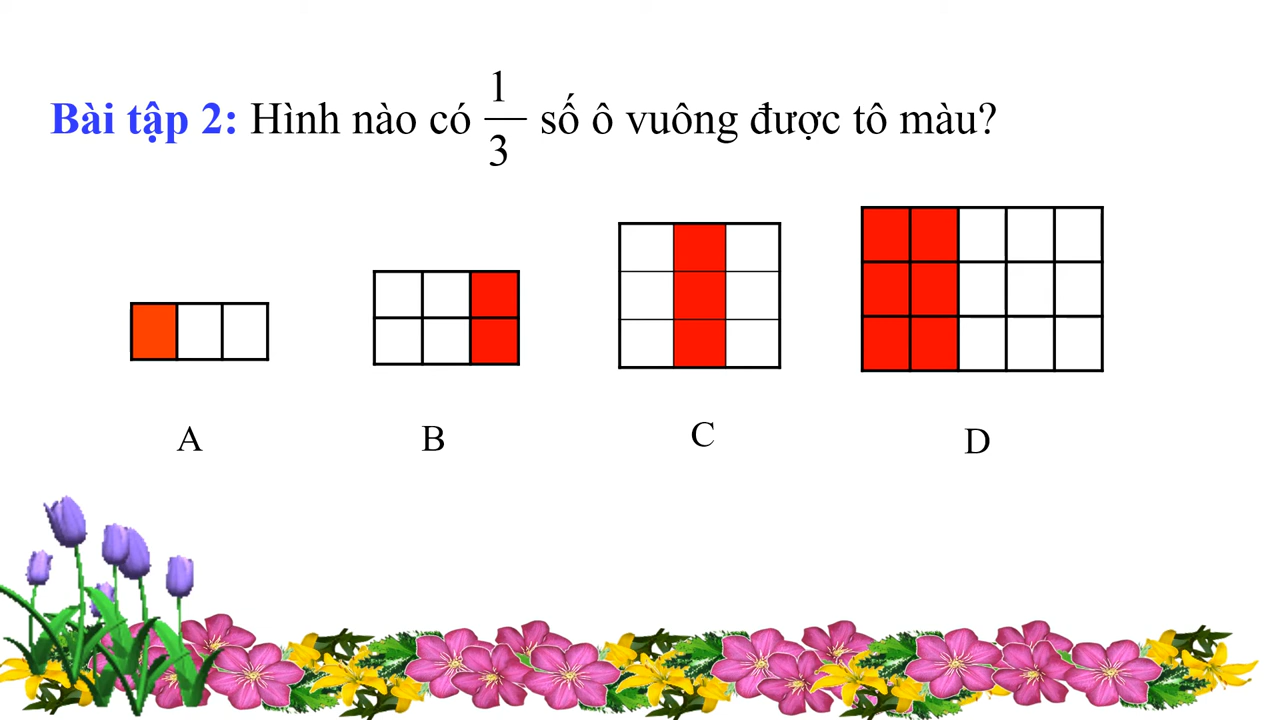 Bài tập 2: Hình nào có 1/3 số ô vuông được tô màu?
A B C D